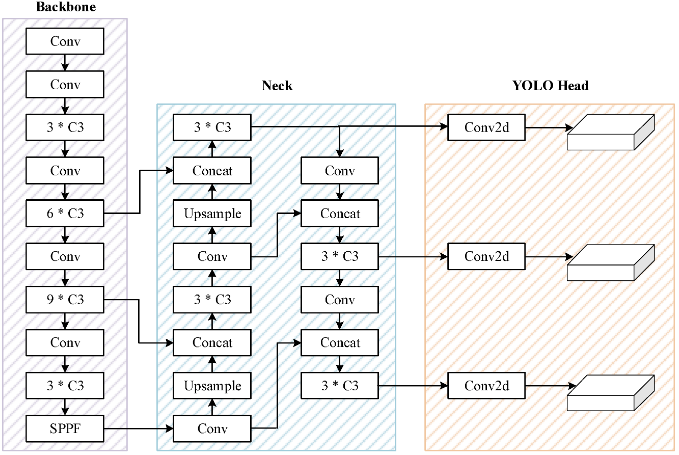 Backbone
Conv
Conv
3 * C3
Conv
6 * C3
Conv
9 * C3
Conv
3 * C3
SPPF
Neck
3 * C3
Concat
Upsample
Conv
3 * C3
Concat
Upsample
Conv
Conv
Concat
3 * C3
Conv
Concat
3 * C3
YOLO Head
Conv2d
Conv2d
Conv2d